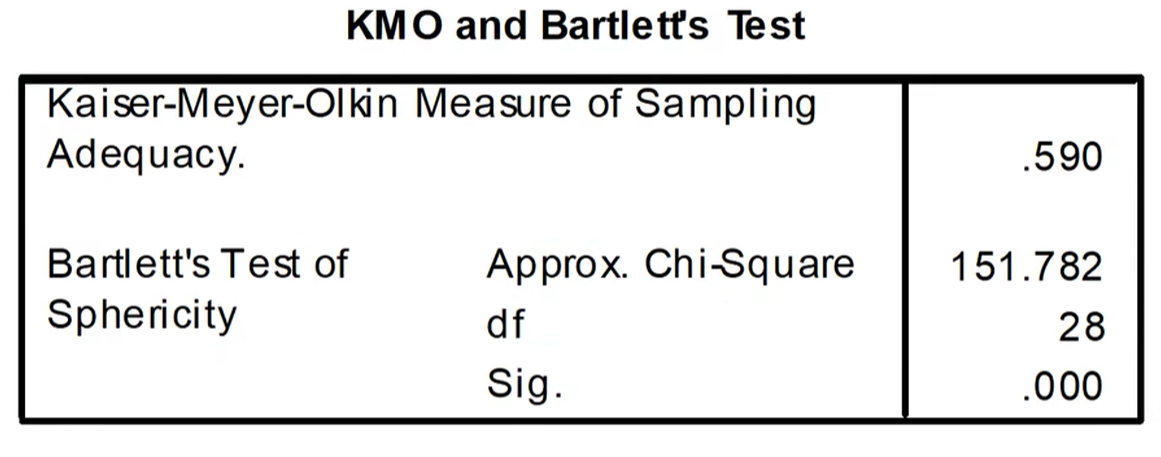 KMO and Bartlett's Test
Kaiser-Meyer-Olkin Measure of Sampling
Adequacy. .590
Bartlett's Test of Approx. Chi-Square 151.782
Sphericity df 28
Sig. .000